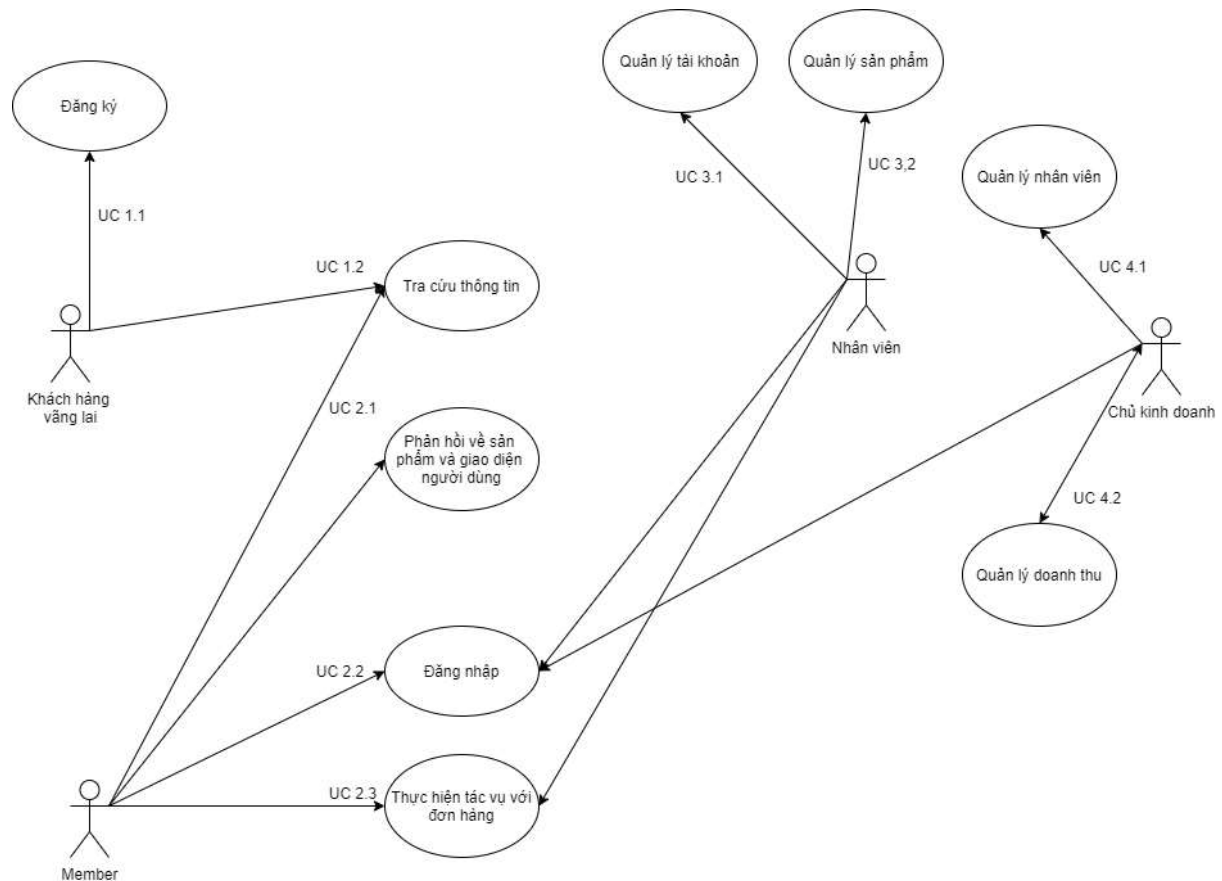 Quản lý tài khoản
Quản lý sản phẩm
Đăng ký
UC 3.1
UC 3,2
Quản lý nhân viên
UC 1.1
UC 1.2
Tra cứu thông tin
UC 4.1
Nhân viên
Khách hàng
vãng lai
UC 2.1
Chủ kinh doanh
Phản hồi về sản
phẩm và giao diện
người dùng
UC 4.2
Quản lý doanh thu
UC 2.2
Đăng nhập
UC 2.3
Thực hiện tác vụ với
đơn hàng
Member